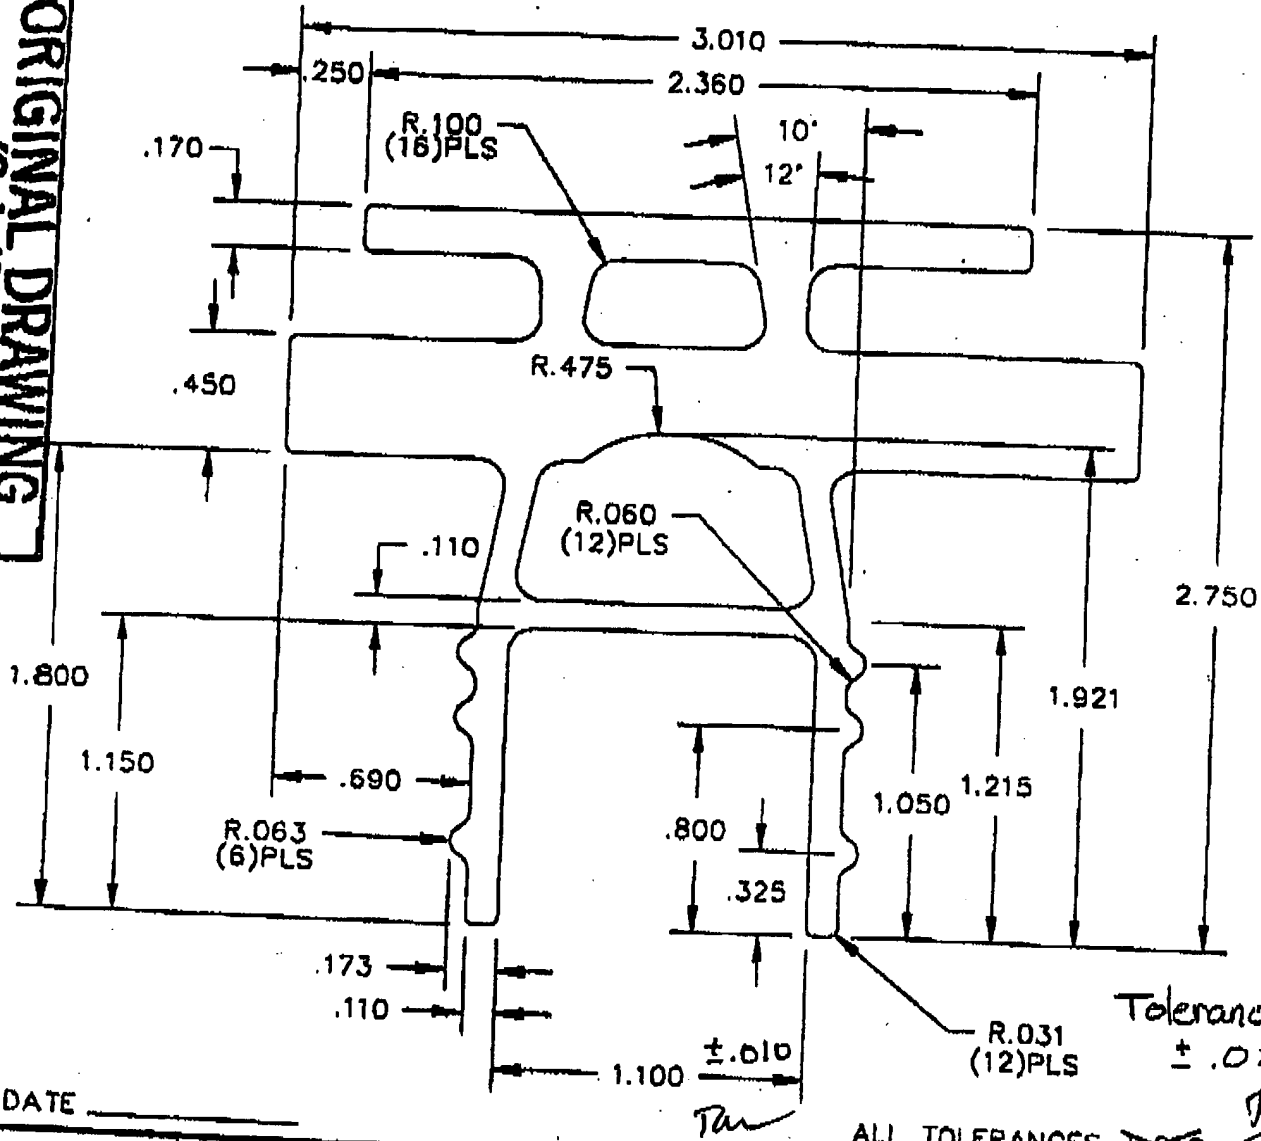 ORIGINAL DRAWING
3.010
.250
2.360
R.100
(16)PLS
10°
12°
.170
.450
R.475
R.060
(12)PLS
.110
2.750
1.800
1.921
1.150
.690
1.215
1.050
.800
R.063
(6)PLS
.325
.173
.110
R.031
(12)PLS
1.100 ±.010
± .0
DATE
ALL TOLERANCES